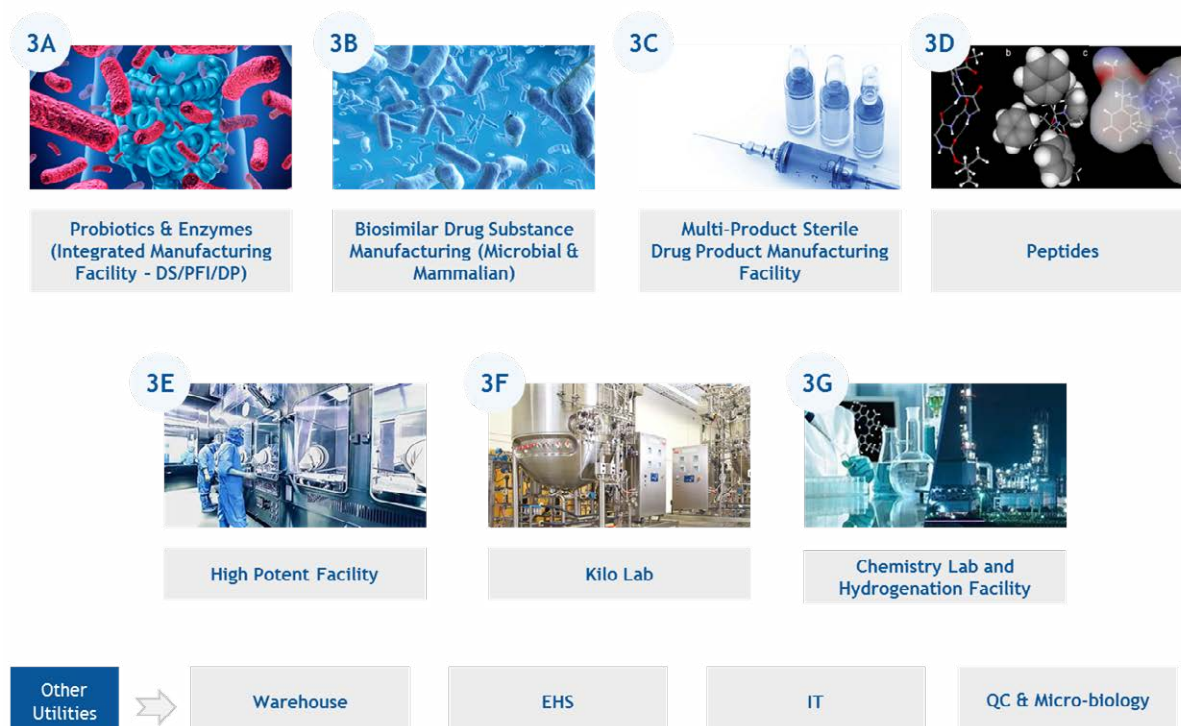 3A
3B
3C
3D
b
c
Probiotics & Enzymes
(Integrated Manufacturing
Facility - DS/PFI/DP)
Biosimilar Drug Substance
Manufacturing (Microbial &
Mammalian)
Multi-Product Sterile
Drug Product Manufacturing
Facility
Peptides
3E
3F
3G
High Potent Facility
Kilo Lab
Chemistry Lab and
Hydrogenation Facility
Other
Utilities
Warehouse
EHS
IT
QC & Micro-biology